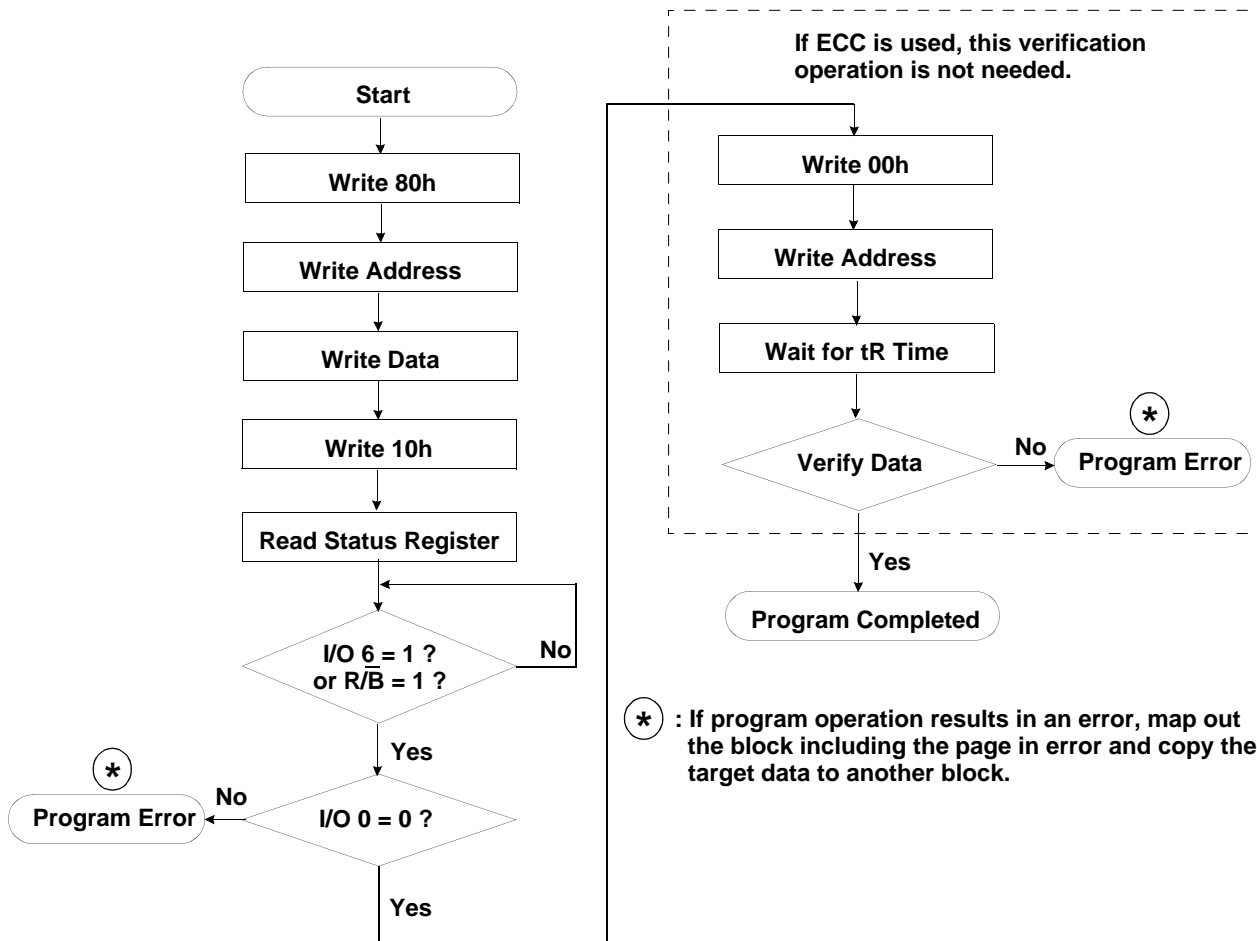 Start
Write 80h
Write Address
Write Data
Write 10h
Read Status Register
I/O 6 = 1 ?
or R/B̅ = 1 ?
No
Yes
*
No
Program Error
I/O 0 = 0 ?
Yes
If ECC is used, this verification
operation is not needed.
Write 00h
Write Address
Wait for tR Time
*
Verify Data
No
Program Error
Yes
Program Completed
* : If program operation results in an error, map out
the block including the page in error and copy the
target data to another block.